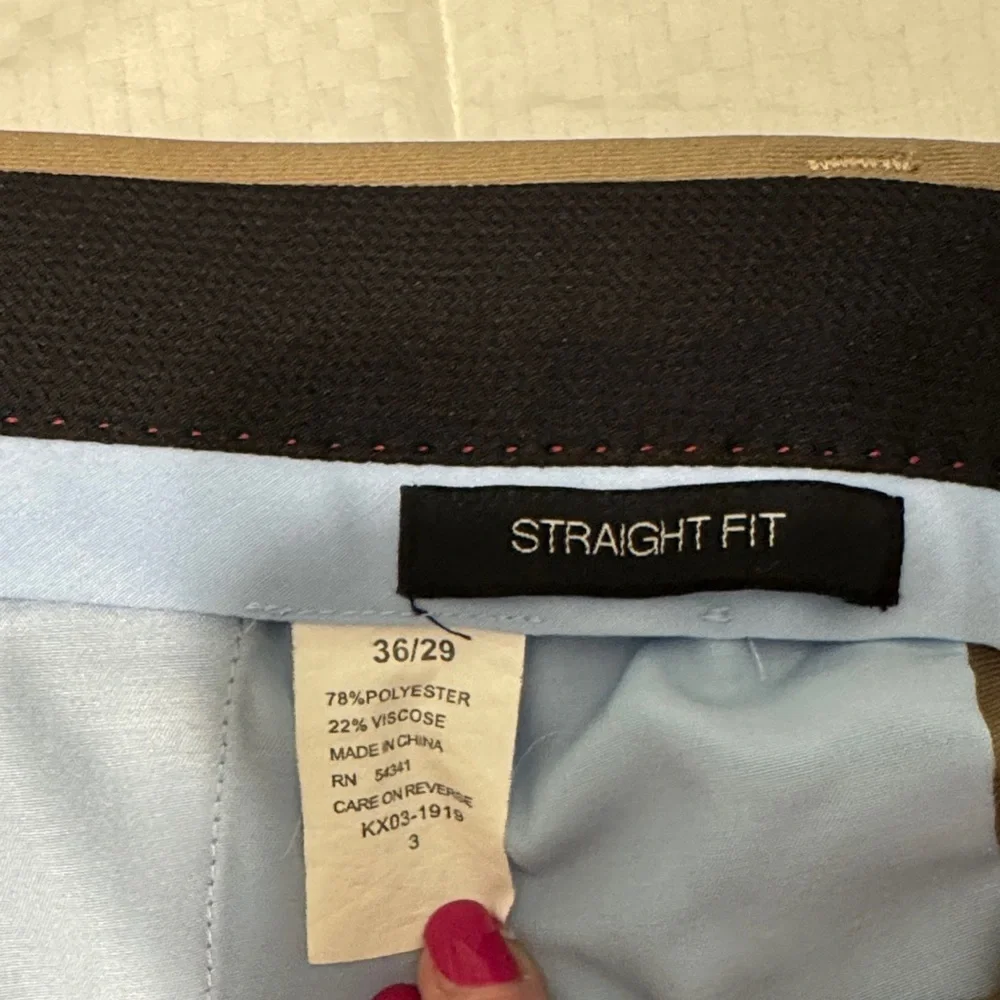 STRAIGHT FIT
36/29
78%POLYESTER
22% VISCOSE
MADE IN CHINA
RN 54341
CARE ON REVERSE
KX03-1919
3